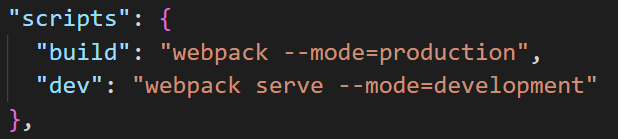 "scripts": {
"build": "webpack --mode=production",
"dev": "webpack serve --mode=development"
},